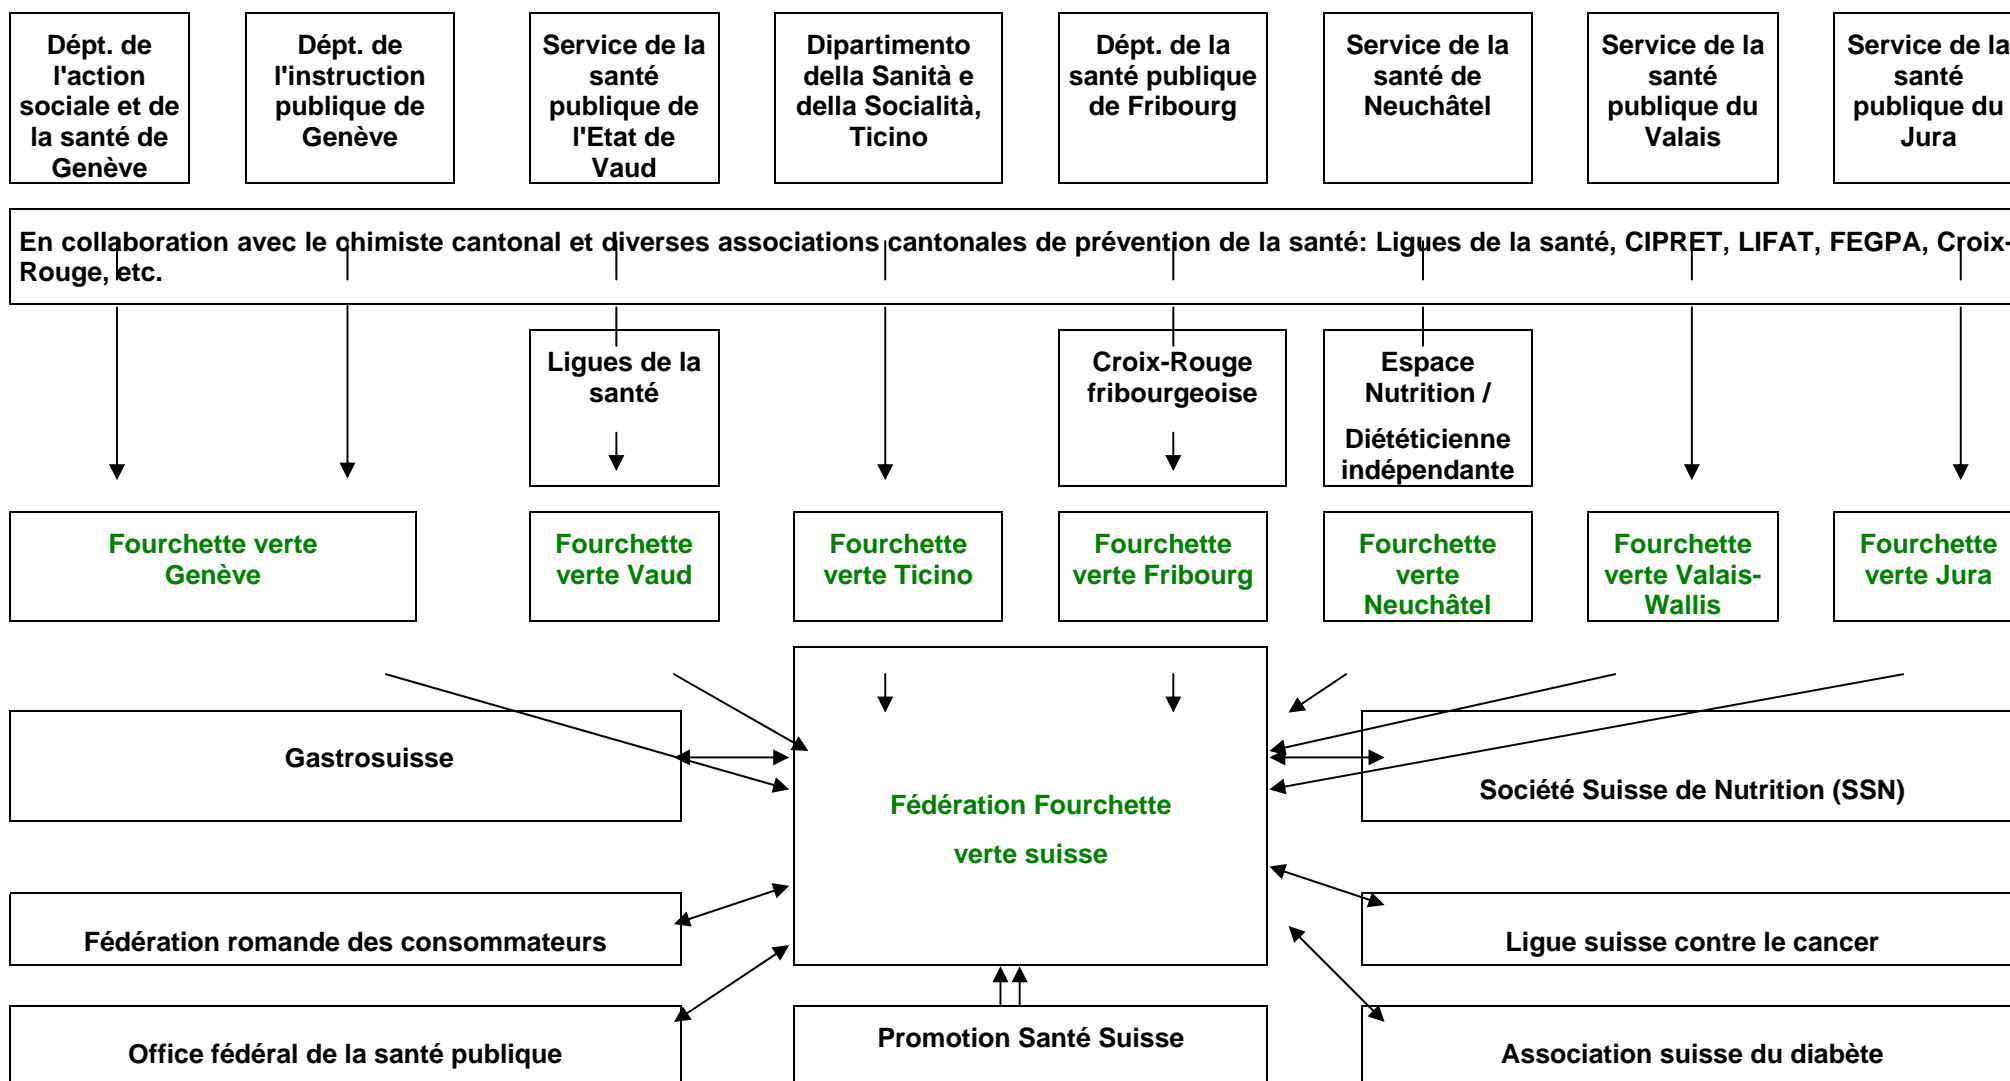 Dépt. de
l'action
sociale et de
la santé de
Genève
Dépt. de
l'instruction
publique de
Genève
Service de la
santé
publique de
l'Etat de
Vaud
Dipartimento
della Sanità e
della Socialità,
Ticino
Dépt. de la
santé publique
de Fribourg
Service de la
santé de
Neuchâtel
Service de la
santé
publique du
Valais
Service de la
santé
publique du
Jura
En collaboration avec le chimiste cantonal et diverses associations cantonales de prévention de la santé: Ligues de la santé, CIPRET, LIFAT, FEGPA, Croix-
Rouge, etc.
Ligues de la
santé
Croix-Rouge
fribourgeoise
Espace
Nutrition /
Diététicienne
indépendante
Fourchette verte
Genève
Fourchette
verte Vaud
Fourchette
verte Ticino
Fourchette
verte Fribourg
Fourchette
verte
Neuchâtel
Fourchette
verte Valais-
Wallis
Fourchette
verte Jura
Gastrosuisse
Fédération Fourchette
verte suisse
Société Suisse de Nutrition (SSN)
Fédération romande des consommateurs
Ligue suisse contre le cancer
Office fédéral de la santé publique
Promotion Santé Suisse
Association suisse du diabète